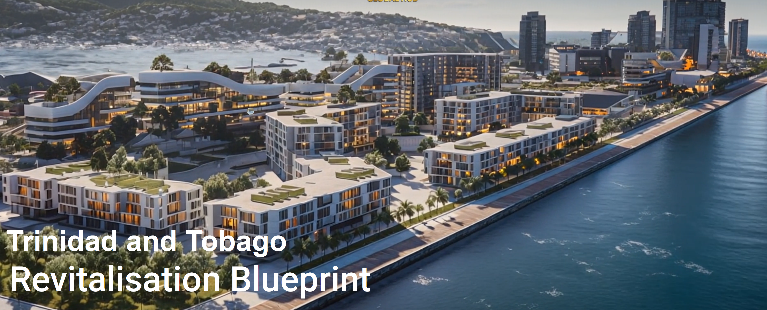 Trinidad and Tobago
Revitalisation Blueprint